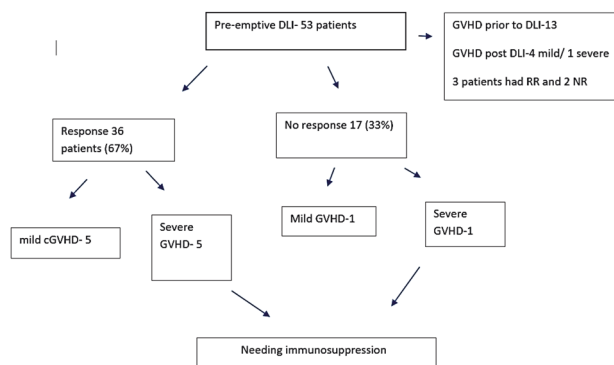 Pre-emptive DLI- 53 patients
GVHD prior to DLI-13
GVHD post DLI-4 mild/ 1 severe
3 patients had RR and 2 NR
Response 36
patients (67%)
No response 17 (33%)
mild cGVHD- 5
Severe
GVHD- 5
Mild GVHD-1
Severe
GVHD-1
Needing immunosuppression